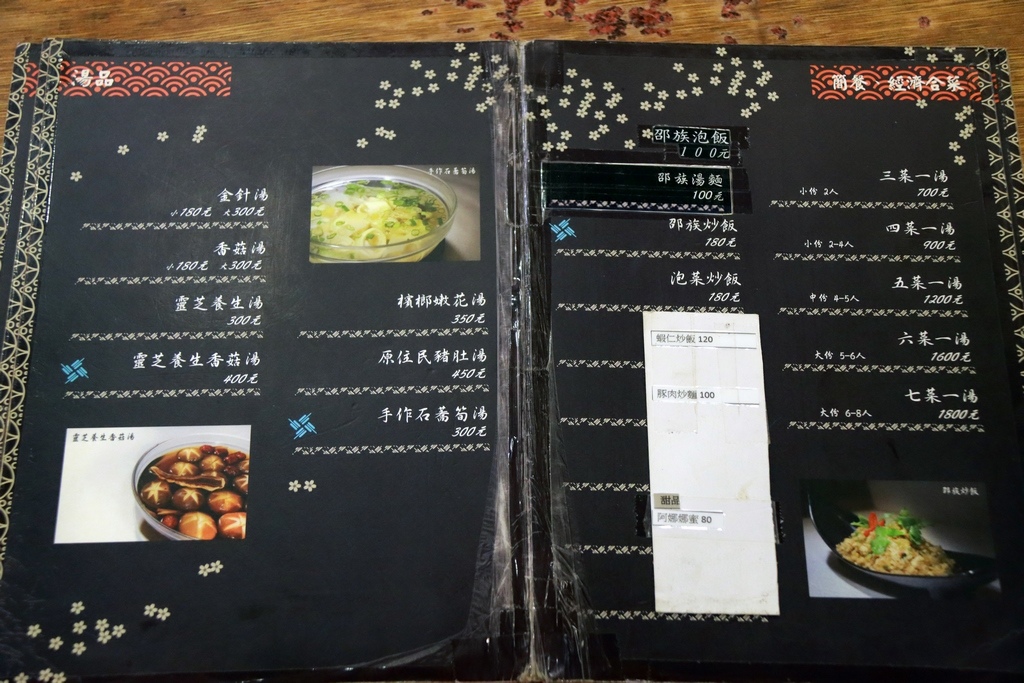 湯品
金針湯
小180元 大300元
香菇湯
小180元 大300元
靈芝養生湯
300元
靈芝養生香菇湯
400元
靈芝養生香菇湯
手作石蕎筍湯
檳榔嫩花湯
350元
原住民豬肚湯
450元
手作石蕎筍湯
300元
簡餐 經濟合菜
邵族泡飯
100元
邵族湯麵
100元
邵族炒飯
180元
泡菜炒飯
180元
蝦仁炒飯 120
豚肉炒麵 100
甜品
阿娜娜蜜 80
三菜一湯
小份 2人 700元
四菜一湯
小份 2-4人 900元
五菜一湯
中份 4-5人 1200元
六菜一湯
大份 5-6人 1600元
七菜一湯
大份 6-8人 1800元
邵族炒飯